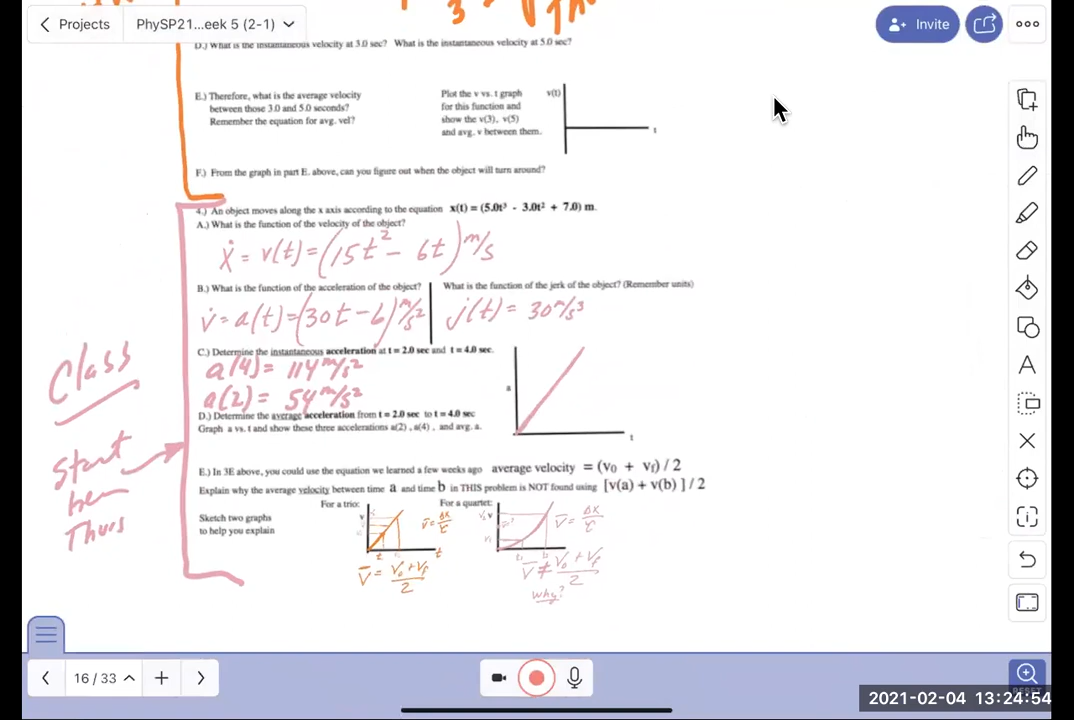 Projects
PhySP21...eek 5 (2-1)
Invite
D.) What is the instantaneous velocity at 3.0 sec? What is the instantaneous velocity at 5.0 sec?
E.) Therefore, what is the average velocity
between those 3.0 and 5.0 seconds?
Remember the equation for avg. vel?
Plot the v vs. t graph
for this function and
show the v(3), v(5)
and avg. v between them.
v(t)
t
F.) From the graph in part E. above, can you figure out when the object will turn around?
4.) An object moves along the x axis according to the equation x(t) = (5.0t³ - 3.0t² + 7.0) m.
A.) What is the function of the velocity of the object?
ẋ = v(t) = (15t² - 6t) m/s
B.) What is the function of the acceleration of the object?
What is the function of the jerk of the object? (Remember units)
v̇ = a(t) = (30t - 6) m/s²
j(t) = 30 m/s³
C.) Determine the instantaneous acceleration at t = 2.0 sec and t = 4.0 sec.
a(4) = 114 m/s²
a(2) = 54 m/s²
a
t
D.) Determine the average acceleration from t = 2.0 sec to t = 4.0 sec
Graph a vs. t and show these three accelerations a(2) , a(4) , and avg. a.
Class
Start
here
Thurs
E.) In 3E above, you could use the equation we learned a few weeks ago average velocity = (v₀ + v_f) / 2
Explain why the average velocity between time a and time b in THIS problem is NOT found using [v(a) + v(b) ] / 2
Sketch two graphs
to help you explain
For a trio:
v
t
t
v̄ = Δx/t
v̄ = V₀ + V_f / 2
For a quartet:
v̄ = Δx/t
v̄ ≠ V₀ + V_f / 2
why?
16 / 33
2021-02-04 13:24:54